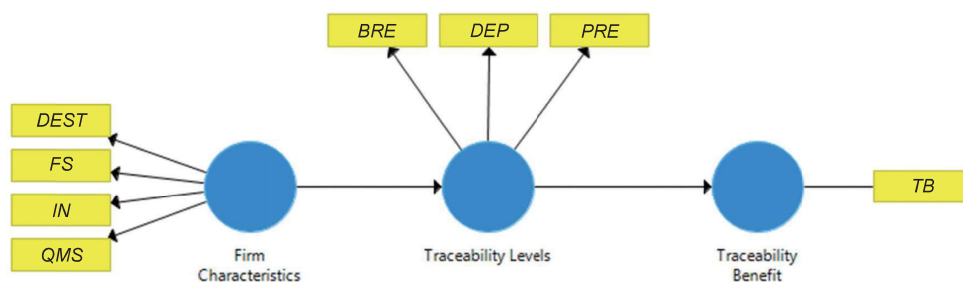 BRE
DEP
PRE
DEST
FS
IN
QMS
TB
Firm
Characteristics
Traceability Levels
Traceability
Benefit